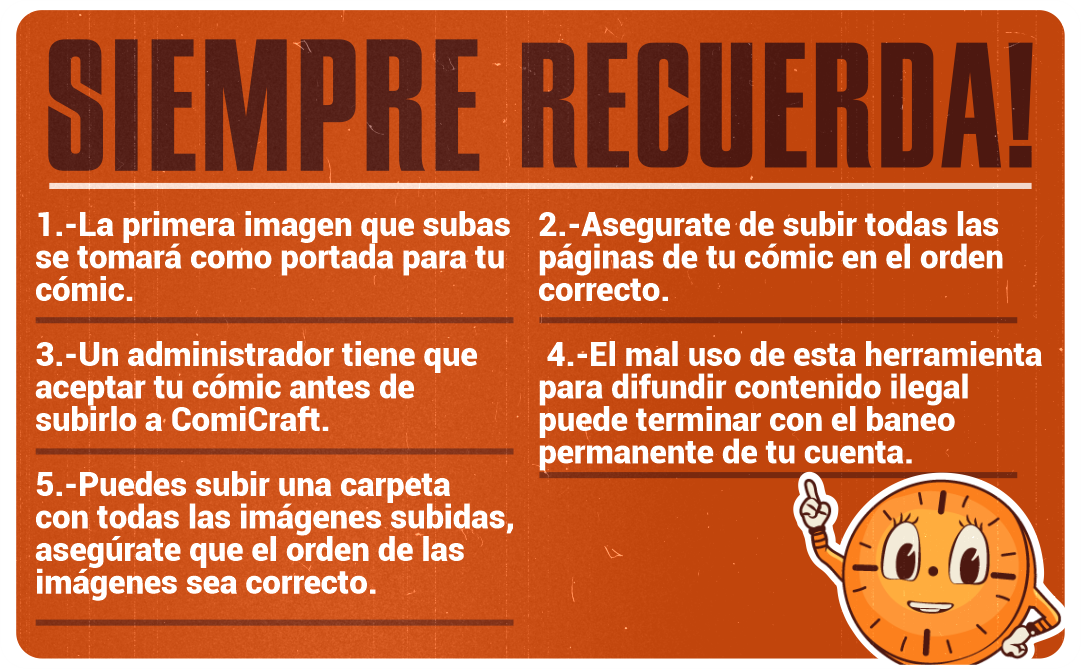 SIEMPRE RECUERDA!
1.-La primera imagen que subas
se tomará como portada para tu
cómic.
2.-Asegurate de subir todas las
páginas de tu cómic en el orden
correcto.
3.-Un administrador tiene que
aceptar tu cómic antes de
subirlo a ComiCraft.
4.-El mal uso de esta herramienta
para difundir contenido ilegal
puede terminar con el baneo
permanente de tu cuenta.
5.-Puedes subir una carpeta
con todas las imágenes subidas,
asegúrate que el orden de las
imágenes sea correcto.